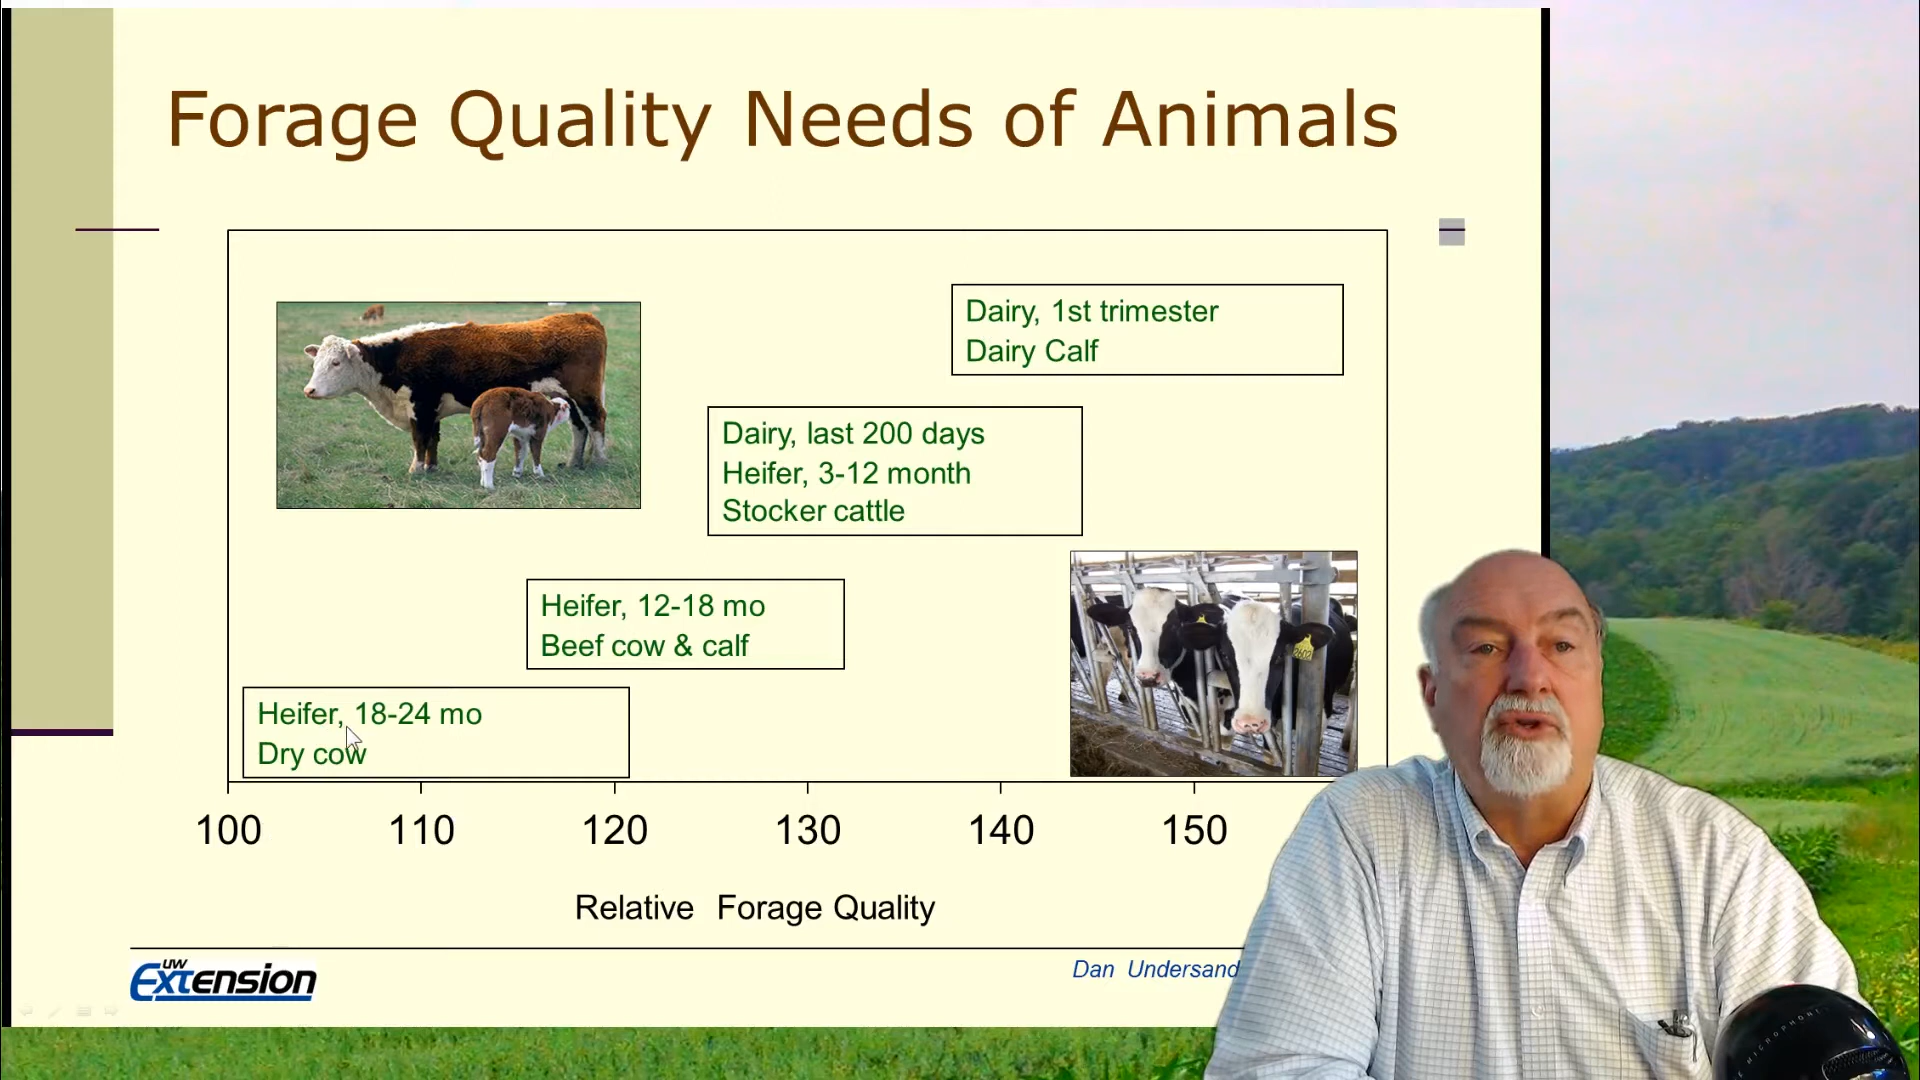 Forage Quality Needs of Animals
Dairy, 1st trimester
Dairy Calf
Dairy, last 200 days
Heifer, 3-12 month
Stocker cattle
Heifer, 12-18 mo
Beef cow & calf
Heifer, 18-24 mo
Dry cow
100 110 120 130 140 150
Relative Forage Quality
UW
Extension
Dan Undersand
MICROPHONE